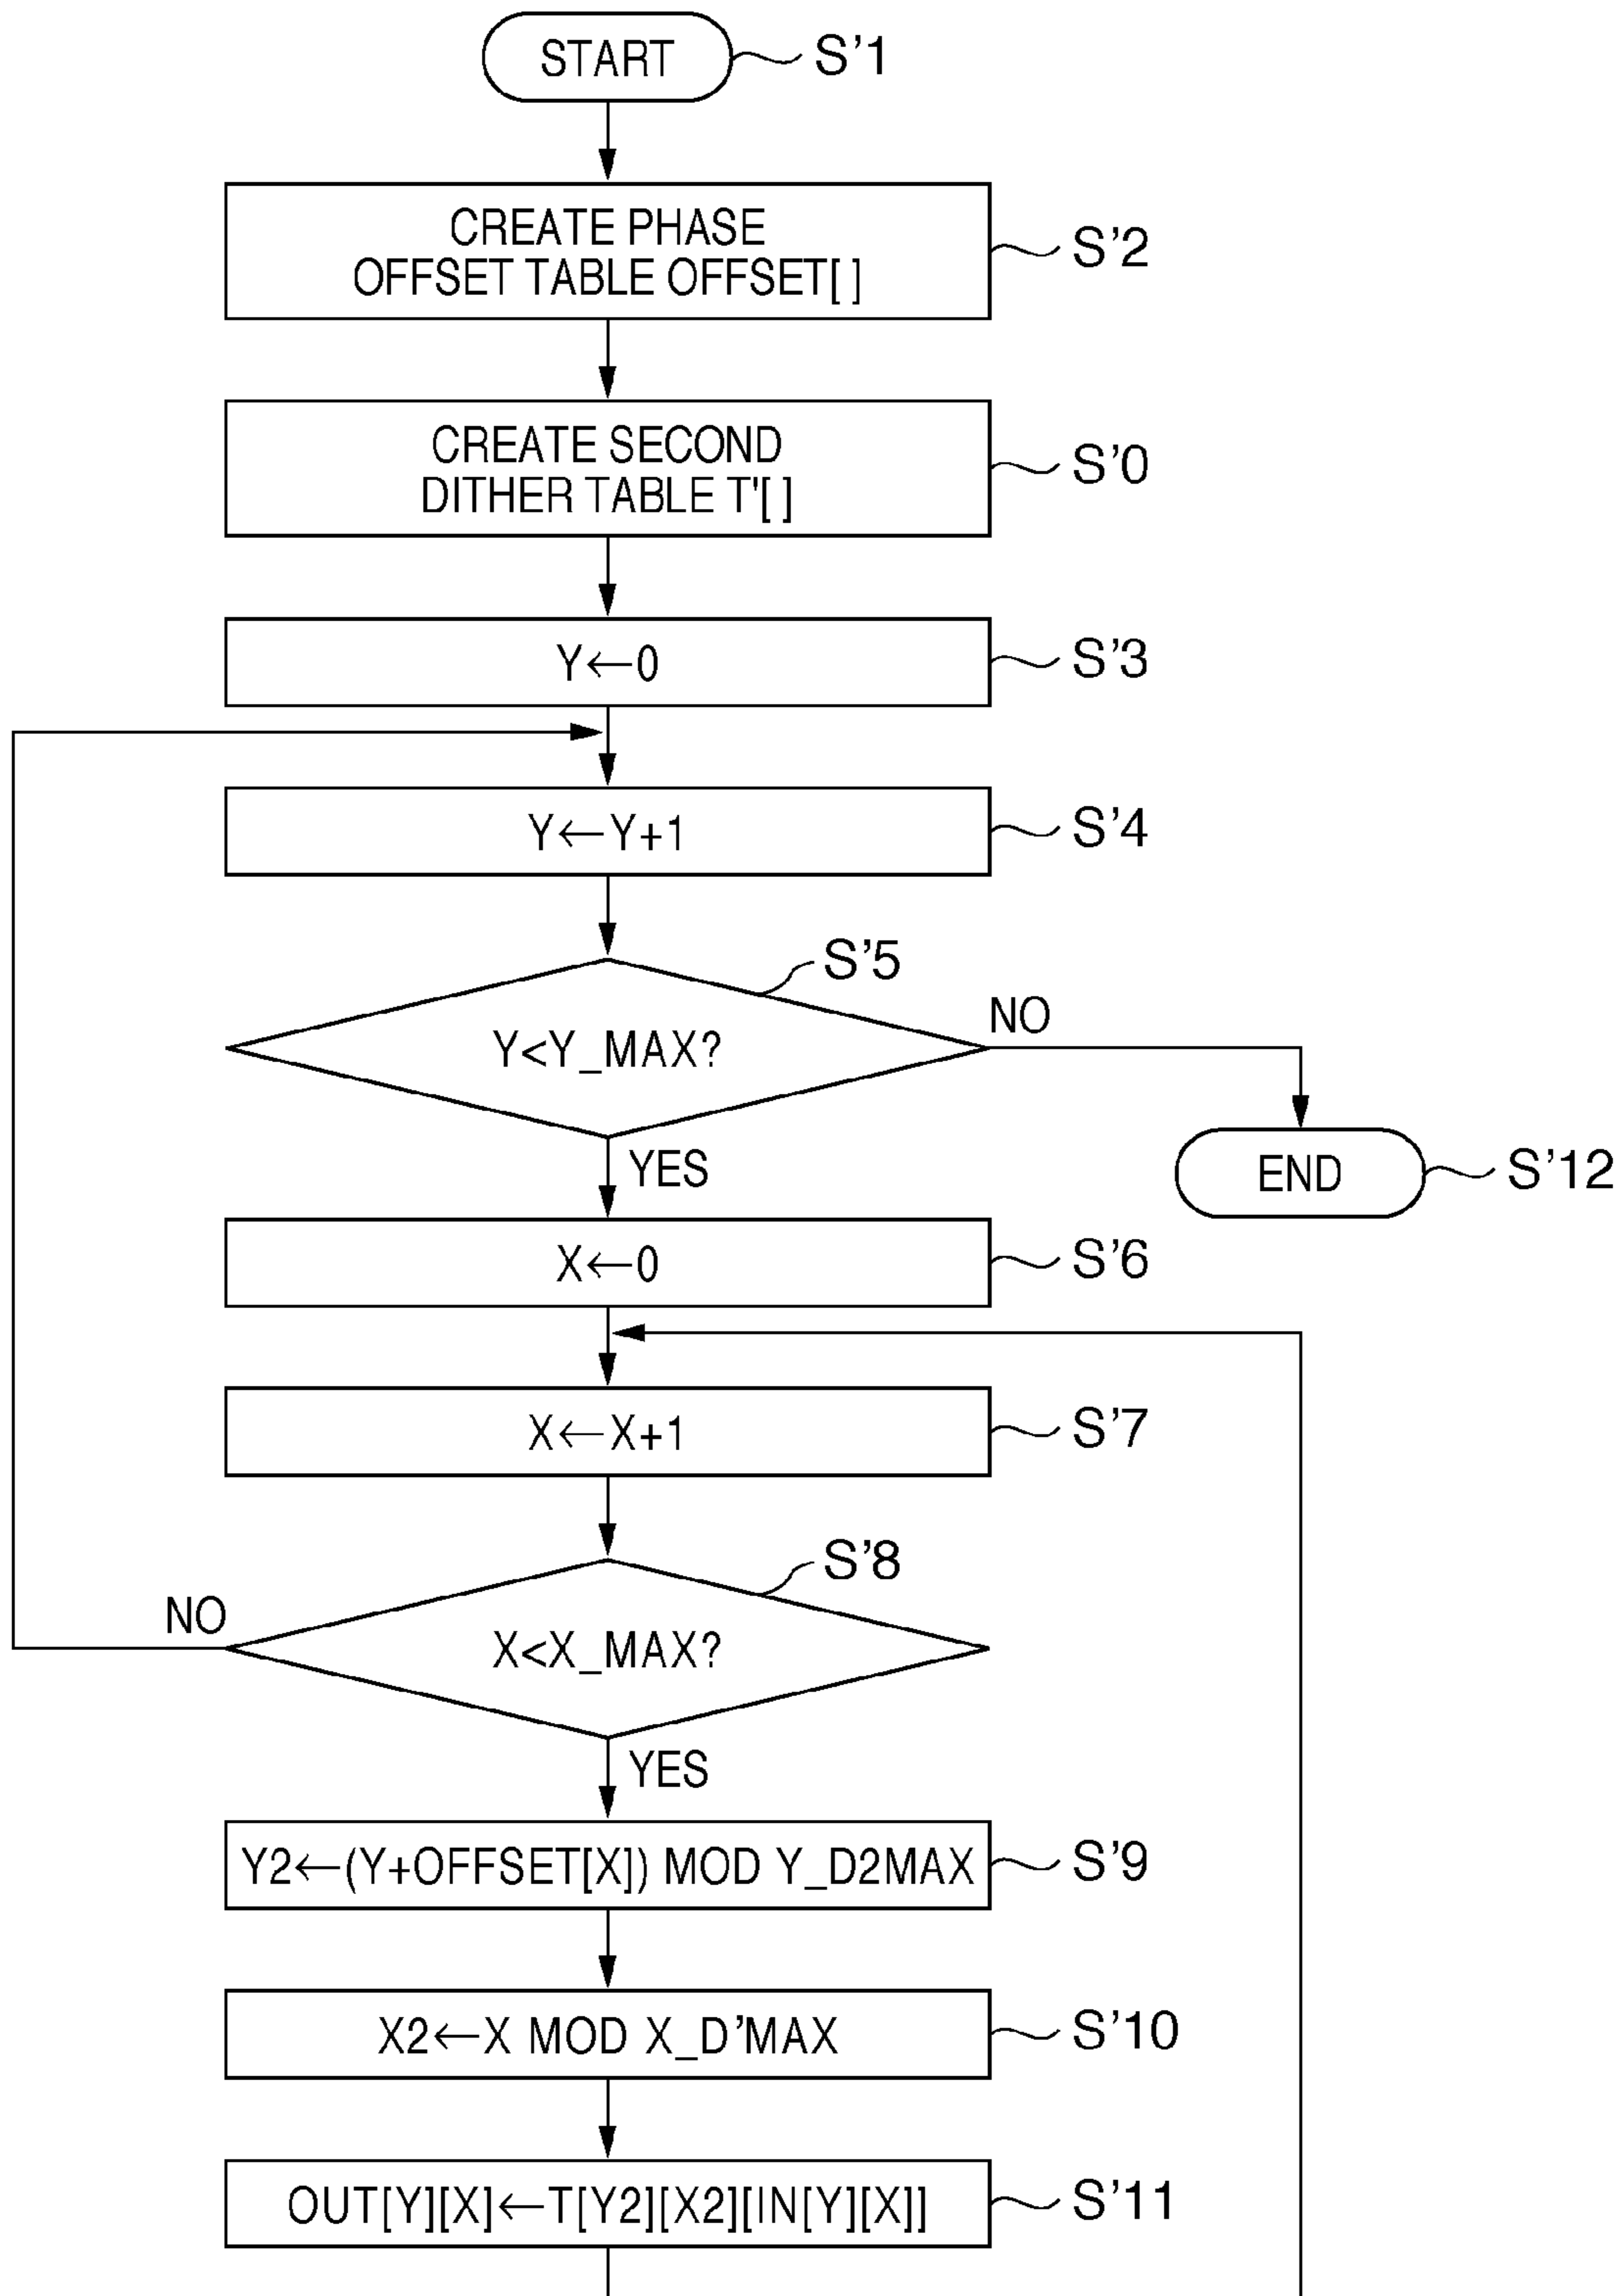 START
S'1
CREATE PHASE
OFFSET TABLE OFFSET[ ]
S'2
CREATE SECOND
DITHER TABLE T'[ ]
S'0
Y←0
S'3
Y←Y+1
S'4
S'5
Y<Y_MAX?
NO
YES
END
S'12
X←0
S'6
X←X+1
S'7
S'8
X<X_MAX?
NO
YES
Y2←(Y+OFFSET[X]) MOD Y_D2MAX
S'9
X2←X MOD X_D'MAX
S'10
OUT[Y][X]←T[Y2][X2][IN[Y][X]]
S'11